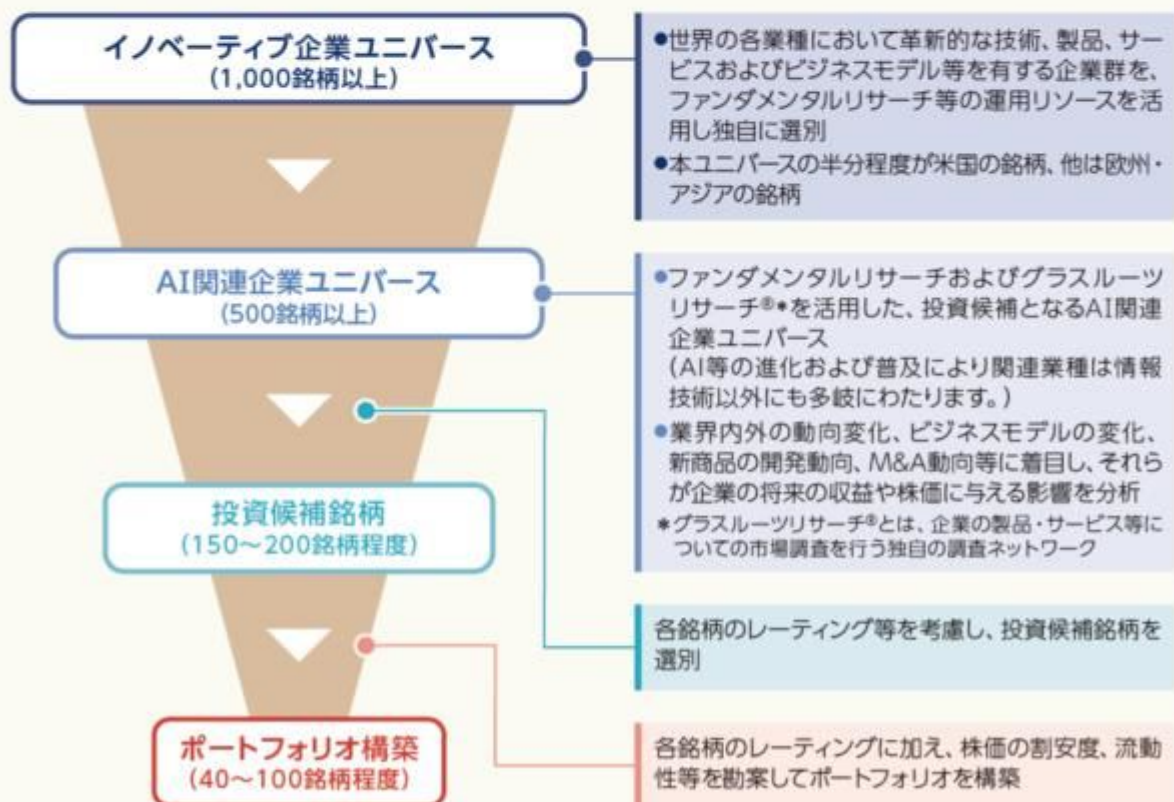 イノベーティブ企業ユニバース
(1,000銘柄以上)
●世界の各業種において革新的な技術、製品、サー
ビスおよびビジネスモデル等を有する企業群を、
ファンダメンタルリサーチ等の運用リソースを活
用し独自に選別
●本ユニバースの半分程度が米国の銘柄、他は欧州・
アジアの銘柄
AI関連企業ユニバース
(500銘柄以上)
●ファンダメンタルリサーチおよびグラスルーツ
リサーチ®*を活用した、投資候補となるAI関連
企業ユニバース
(AI等の進化および普及により関連業種は情報
技術以外にも多岐にわたります。)
●業界内外の動向変化、ビジネスモデルの変化、
新商品の開発動向、M&A動向等に着目し、それら
が企業の将来の収益や株価に与える影響を分析
*グラスルーツリサーチ®とは、企業の製品・サービス等に
ついての市場調査を行う独自の調査ネットワーク
投資候補銘柄
(150～200銘柄程度)
各銘柄のレーティング等を考慮し、投資候補銘柄を
選別
ポートフォリオ構築
(40～100銘柄程度)
各銘柄のレーティングに加え、株価の割安度、流動
性等を勘案してポートフォリオを構築